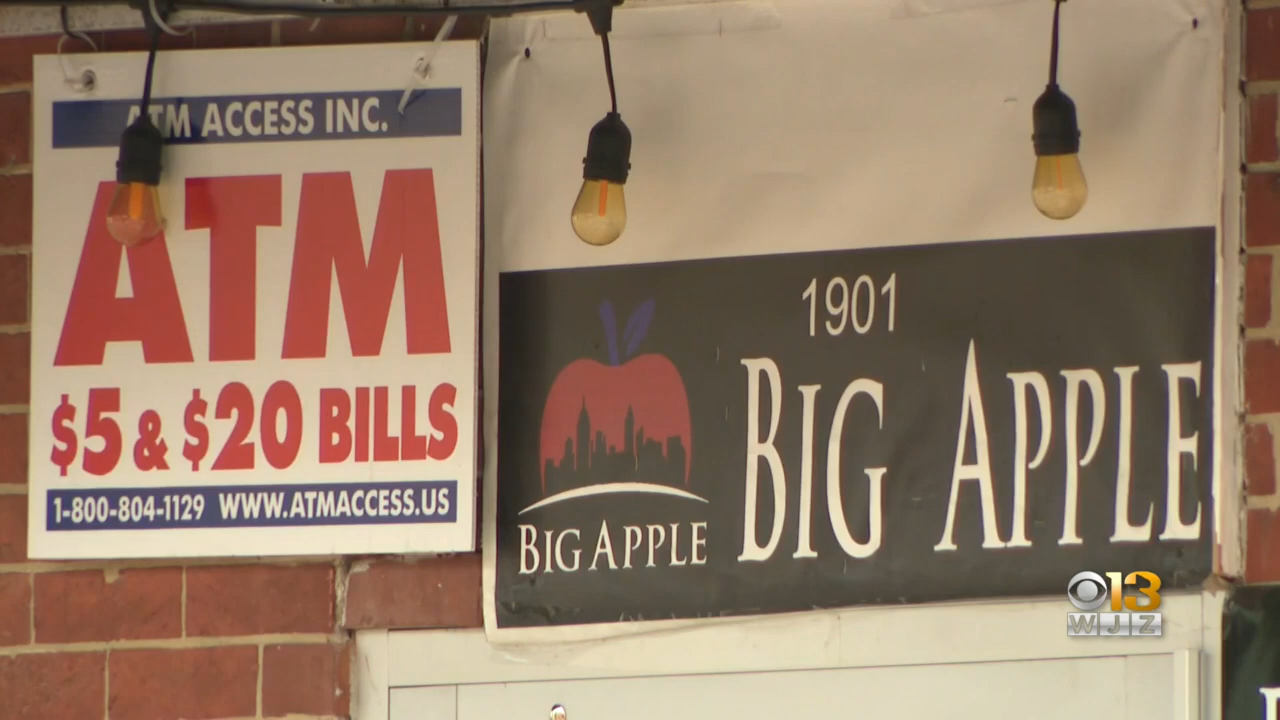 ATM ACCESS INC.
ATM
$5 & $20 BILLS
1-800-804-1129 WWW.ATMACCESS.US
1901
BIG APPLE
BIG APPLE
13
WJZ